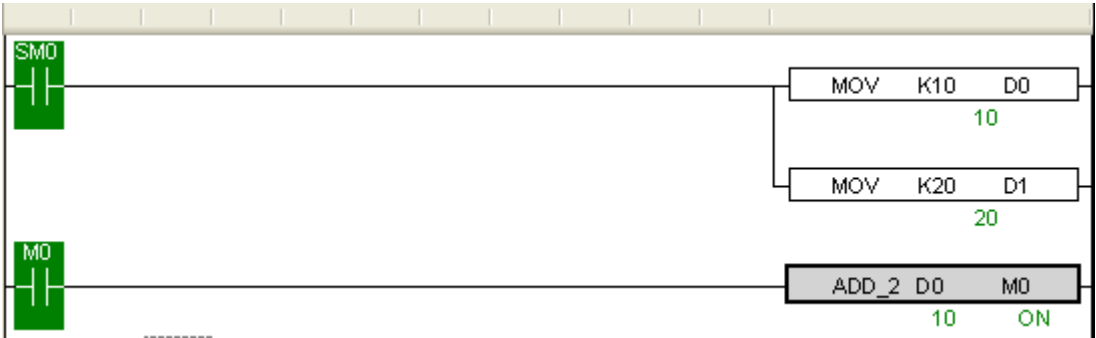 SM0
MOV K10 D0
10
MOV K20 D1
20
M0
ADD_2 D0 M0
10 ON